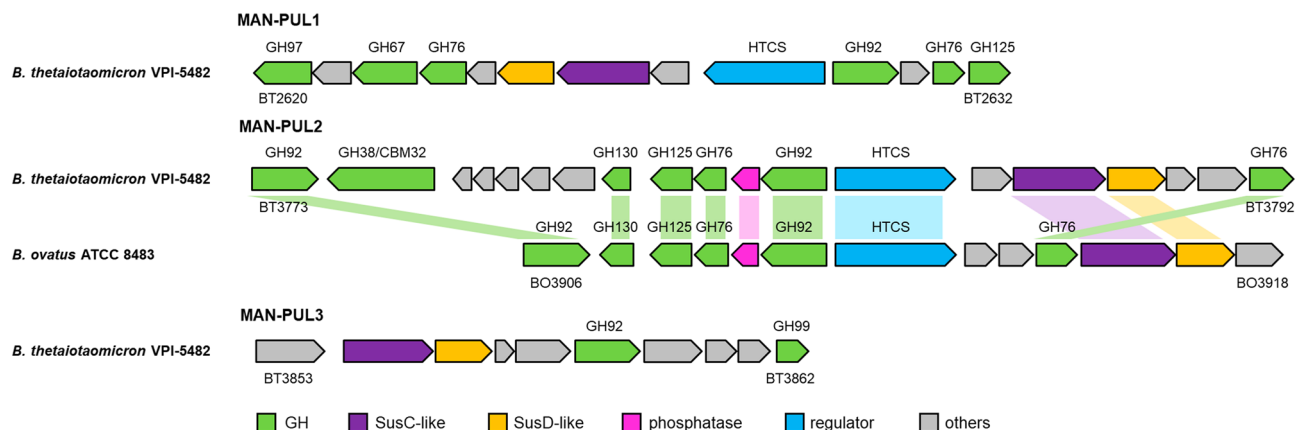 MAN-PUL1
GH97 GH67 GH76 HTCS GH92 GH76 GH125
B. thetaiotaomicron VPI-5482
BT2620 BT2632
MAN-PUL2
GH92 GH38/CBM32 GH130 GH125 GH76 GH92 HTCS GH76
B. thetaiotaomicron VPI-5482
BT3773 BT3792
GH92 GH130 GH125 GH76 GH92 HTCS GH76
B. ovatus ATCC 8483
BO3906 BO3918
MAN-PUL3
GH92 GH99
B. thetaiotaomicron VPI-5482
BT3853 BT3862
GH SusC-like SusD-like phosphatase regulator others